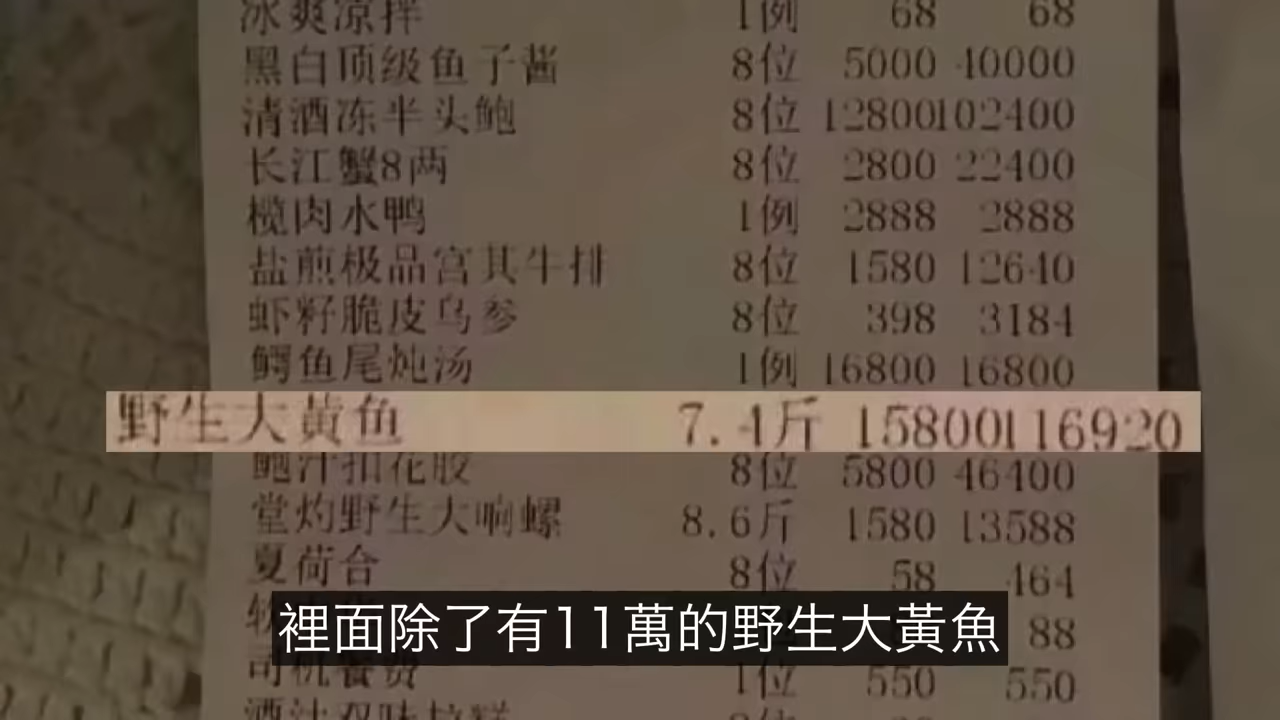 冰爽凉拌 1例 68 68
黑白顶级鱼子酱 8位 5000 40000
清酒冻半头鲍 8位 12800 102400
长江蟹8两 8位 2800 22400
榄肉水鸭 1例 2888 2888
盐煎极品宫其牛排 8位 1580 12640
虾籽脆皮乌参 8位 398 3184
鳄鱼尾炖汤 1例 16800 16800
野生大黄鱼 7.4斤 15800 116920
鲍汁扣花胶 8位 5800 46400
堂灼野生大响螺 8.6斤 1580 13588
夏荷合 8位 58 464
88
裡面除了有11萬的野生大黃魚
司机餐费 1位 550 550